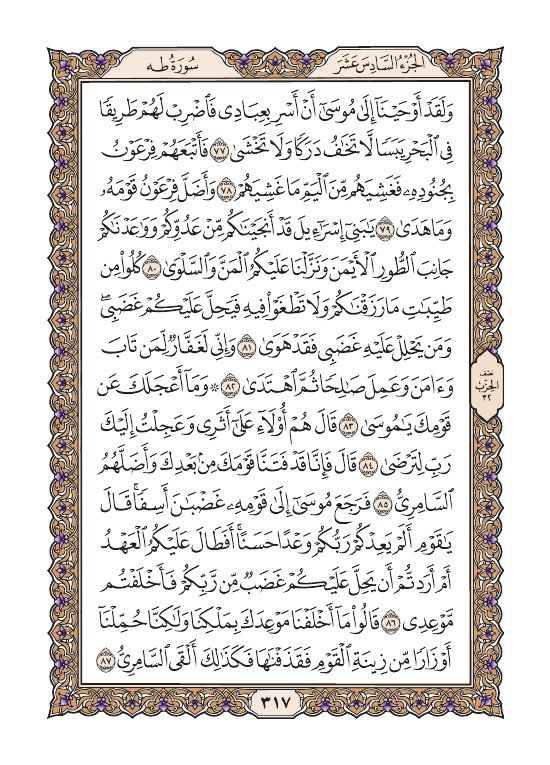 الجُزْءُ السَّادِسَ عَشَرَ
سُورَةُ طه
وَلَقَدْ أَوْحَيْنَآ إِلَىٰ مُوسَىٰٓ أَنْ أَسْرِ بِعِبَادِى فَٱضْرِبْ لَهُمْ طَرِيقًا
فِى ٱلْبَحْرِ يَبَسًا لَّا تَخَٰفُ دَرَكًا وَلَا تَخْشَىٰ ٧٧ فَأَتْبَعَهُمْ فِرْعَوْنُ
بِجُنُودِهِۦ فَغَشِيَهُم مِّنَ ٱلْيَمِّ مَا غَشِيَهُمْ ٧٨ وَأَضَلَّ فِرْعَوْنُ قَوْمَهُۥ
وَمَا هَدَىٰ ٧٩ يَٰبَنِىٓ إِسْرَٰٓءِيلَ قَدْ أَنجَيْنَٰكُم مِّنْ عَدُوِّكُمْ وَوَٰعَدْنَٰكُمْ
جَانِبَ ٱلطُّورِ ٱلْأَيْمَنَ وَنَزَّلْنَا عَلَيْكُمُ ٱلْمَنَّ وَٱلسَّلْوَىٰ ٨٠ كُلُوا۟ مِن
طَيِّبَٰتِ مَا رَزَقْنَٰكُمْ وَلَا تَطْغَوْا۟ فِيهِ فَيَحِلَّ عَلَيْكُمْ غَضَبِى ۖ
وَمَن يَحْلِلْ عَلَيْهِ غَضَبِى فَقَدْ هَوَىٰ ٨١ وَإِنِّى لَغَفَّارٌ لِّمَن تَابَ
وَءَامَنَ وَعَمِلَ صَٰلِحًا ثُمَّ ٱهْتَدَىٰ ٨٢ ۞ وَمَآ أَعْجَلَكَ عَن
قَوْمِكَ يَٰمُوسَىٰ ٨٣ قَالَ هُمْ أُو۟لَآءِ عَلَىٰٓ أَثَرِى وَعَجِلْتُ إِلَيْكَ
رَبِّ لِتَرْضَىٰ ٨٤ قَالَ فَإِنَّا قَدْ فَتَنَّا قَوْمَكَ مِنۢ بَعْدِكَ وَأَضَلَّهُمُ
ٱلسَّامِرِىُّ ٨٥ فَرَجَعَ مُوسَىٰٓ إِلَىٰ قَوْمِهِۦ غَضْبَٰنَ أَسِفًا ۚ قَالَ
يَٰقَوْمِ أَلَمْ يَعِدْكُمْ رَبُّكُمْ وَعْدًا حَسَنًا ۚ أَفَطَالَ عَلَيْكُمُ ٱلْعَهْدُ
أَمْ أَرَدتُّمْ أَن يَحِلَّ عَلَيْكُمْ غَضَبٌ مِّن رَّبِّكُمْ فَأَخْلَفْتُم
مَّوْعِدِى ٨٦ قَالُوا۟ مَآ أَخْلَفْنَا مَوْعِدَكَ بِمَلْكِنَا وَلَٰكِنَّا حُمِّلْنَآ
أَوْزَارًا مِّن زِينَةِ ٱلْقَوْمِ فَقَذَفْنَٰهَا فَكَذَٰلِكَ أَلْقَى ٱلسَّامِرِىُّ ٨٧
نصف
الحزب
٣٢
٣١٧